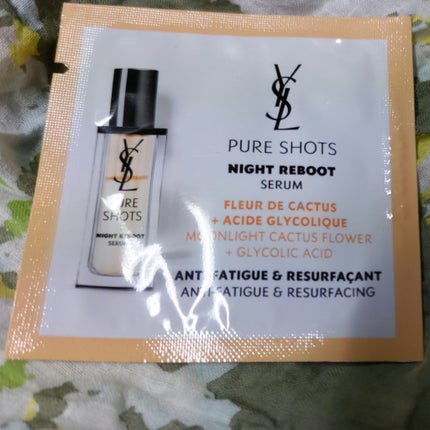 YSL
PURE SHOTS
NIGHT REBOOT
SERUM
FLEUR DE CACTUS
+ ACIDE GLYCOLIQUE
MOONLIGHT CACTUS FLOWER
+ GLYCOLIC ACID
ANTI-FATIGUE & RESURFAÇANT
ANTI-FATIGUE & RESURFACING
YSL
PURE
SHOTS
NIGHT REBOOT
SERUM